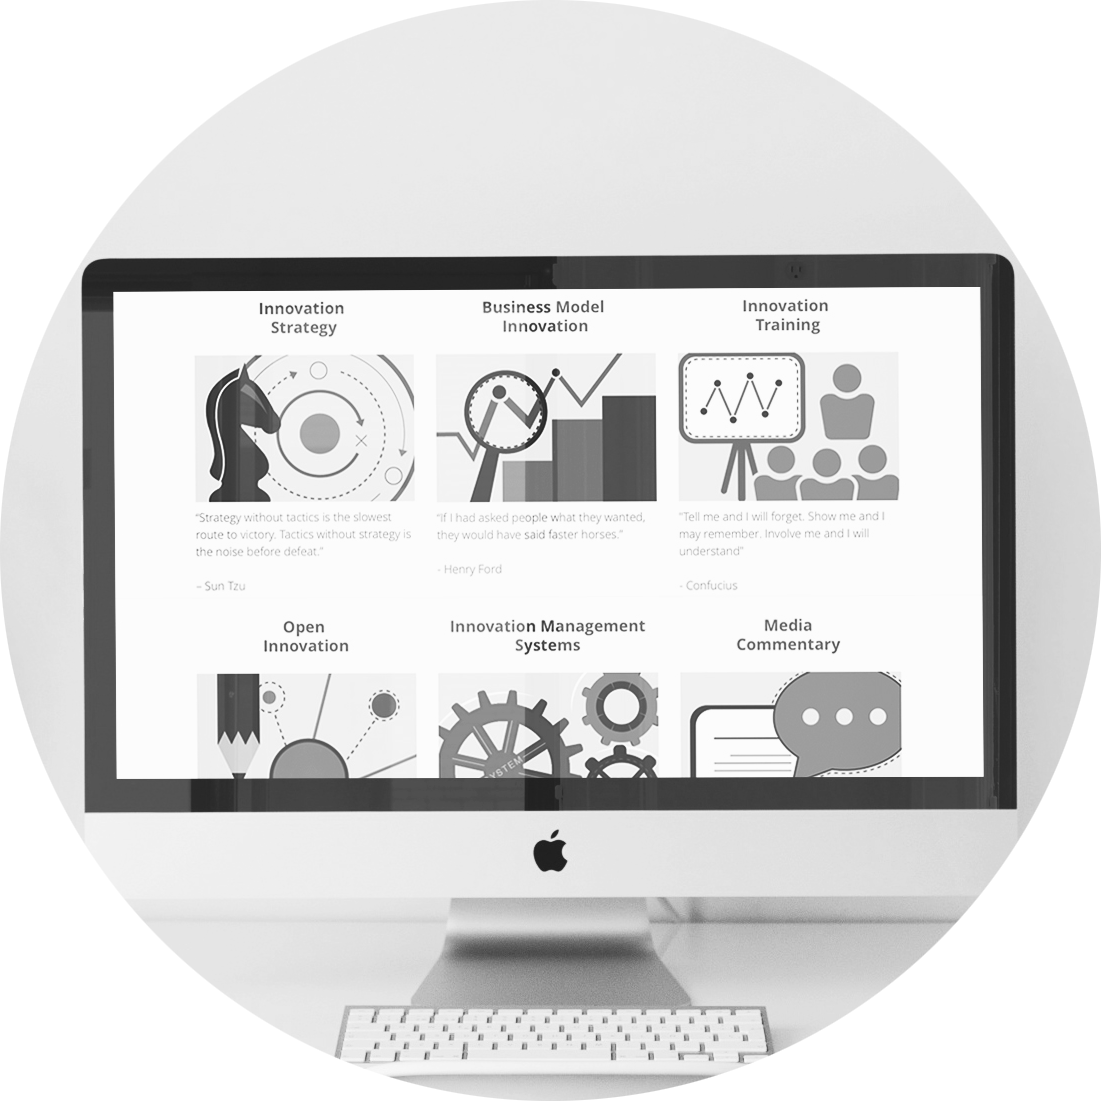 Innovation
Strategy
Business Model
Innovation
Innovation
Training
“Strategy without tactics is the slowest
route to victory. Tactics without strategy is
the noise before defeat.”
– Sun Tzu
“If I had asked people what they wanted,
they would have said faster horses.”
- Henry Ford
“Tell me and I will forget. Show me and I
may remember. Involve me and I will
understand”
- Confucius
Open
Innovation
Innovation Management
Systems
Media
Commentary
SYSTEM